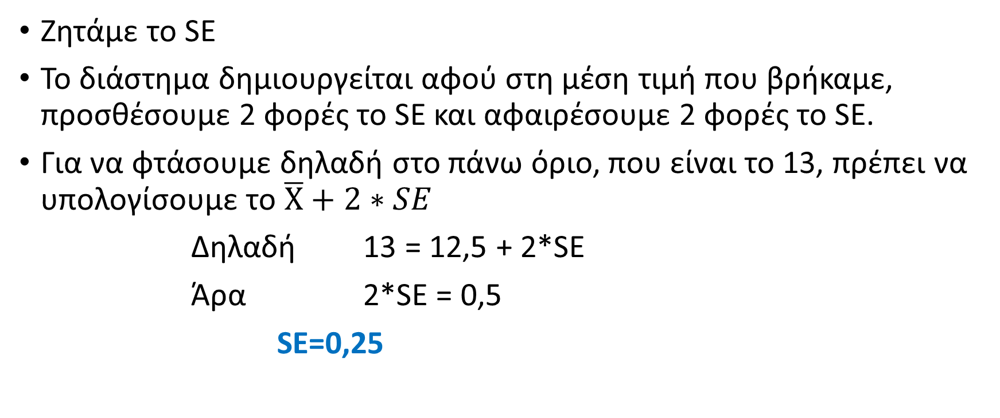 • Ζητάμε το SE
• Το διάστημα δημιουργείται αφού στη μέση τιμή που βρήκαμε,
προσθέσουμε 2 φορές το SE και αφαιρέσουμε 2 φορές το SE.
• Για να φτάσουμε δηλαδή στο πάνω όριο, που είναι το 13, πρέπει να
υπολογίσουμε το X̅ + 2 ∗ SE
Δηλαδή 13 = 12,5 + 2*SE
Άρα 2*SE = 0,5
SE=0,25